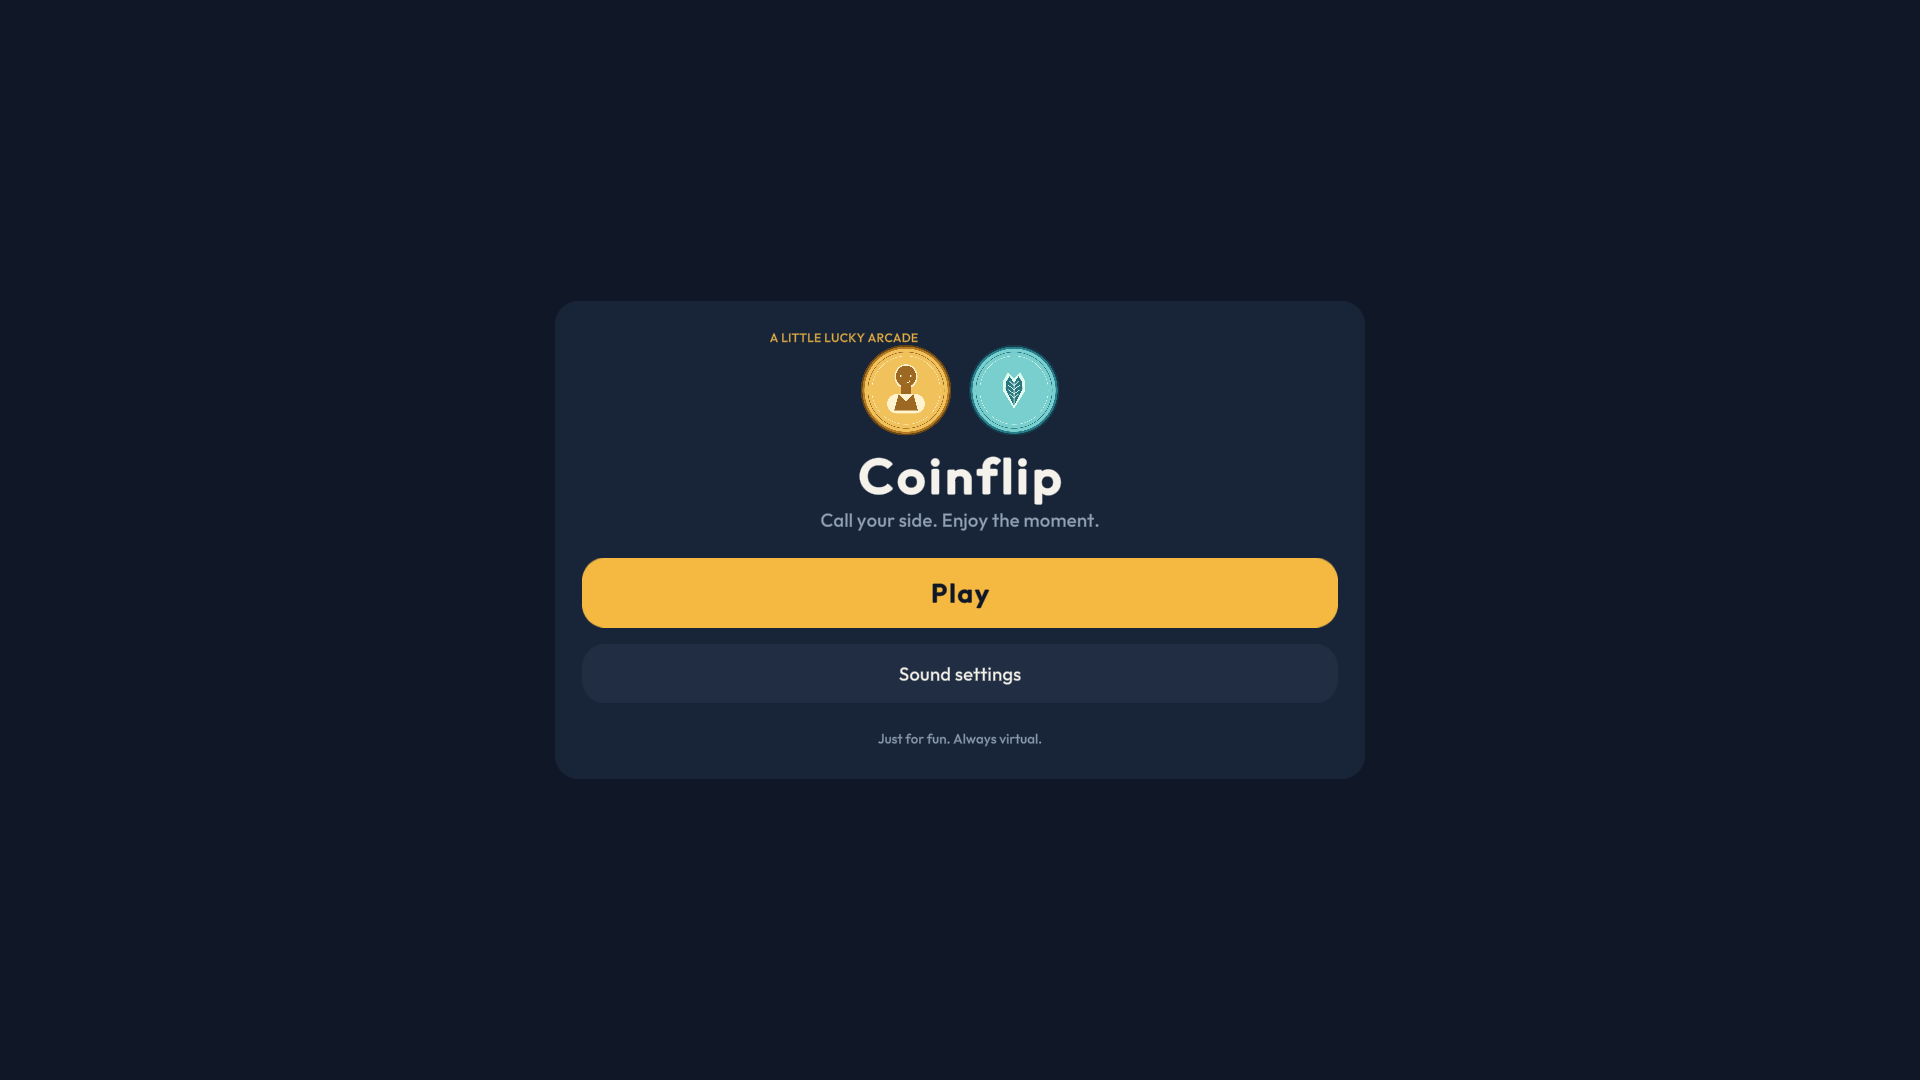 A LITTLE LUCKY ARCADE
Coinflip
Call your side. Enjoy the moment.
Play
Sound settings
Just for fun. Always virtual.